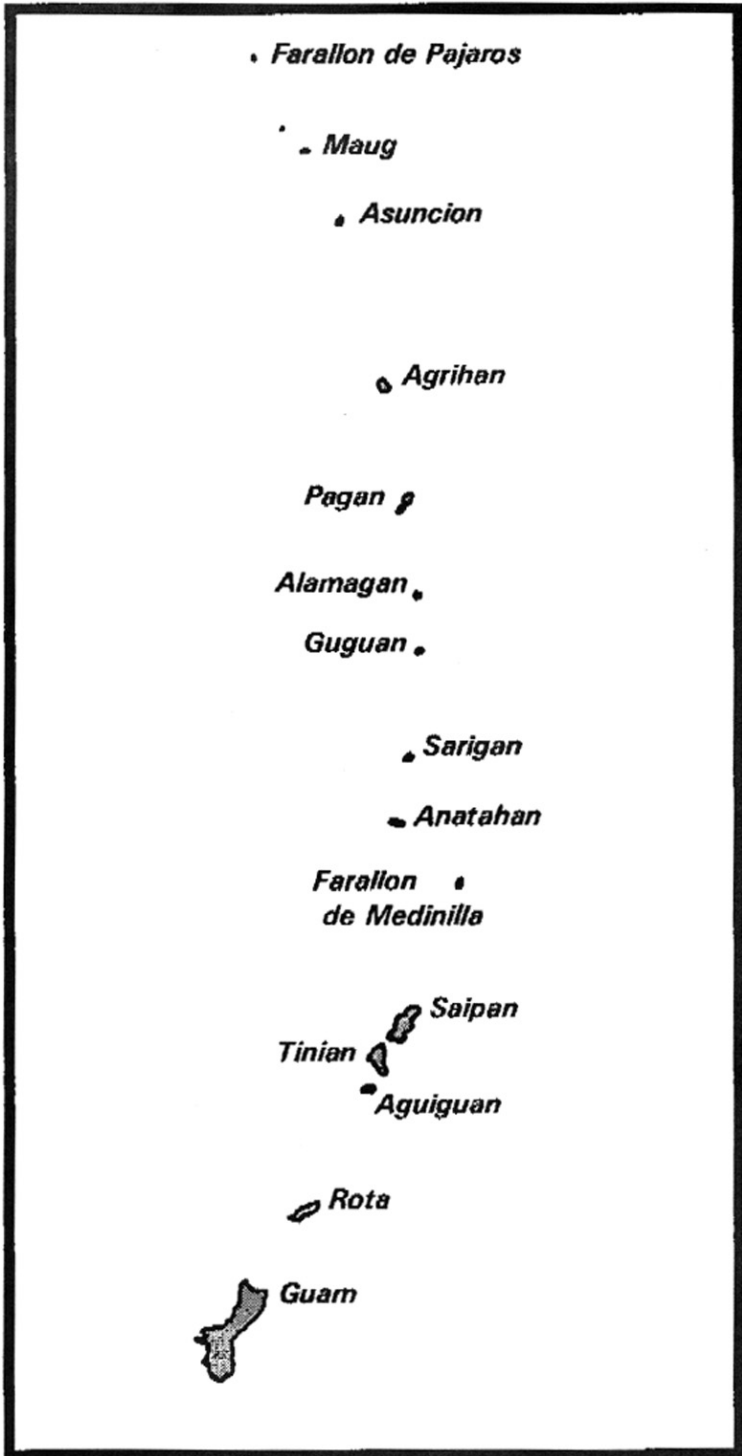 Farallon de Pajaros
Maug
Asuncion
Agrihan
Pagan
Alamagan
Guguan
Sarigan
Anatahan
Farallon
de Medinilla
Saipan
Tinian
Aguiguan
Rota
Guam